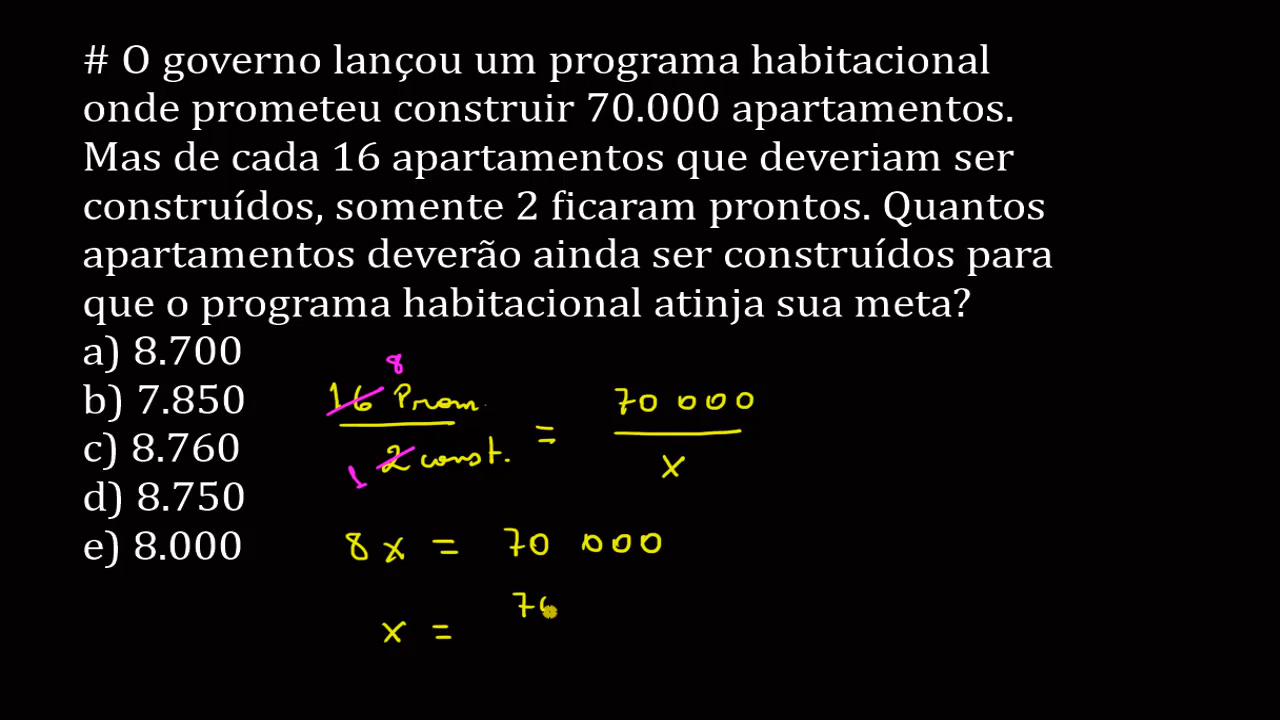 # O governo lançou um programa habitacional
onde prometeu construir 70.000 apartamentos.
Mas de cada 16 apartamentos que deveriam ser
construídos, somente 2 ficaram prontos. Quantos
apartamentos deverão ainda ser construídos para
que o programa habitacional atinja sua meta?
a) 8.700
b) 7.850
c) 8.760
d) 8.750
e) 8.000
8
16 Prom.
1 2 const.
=
70 000
x
8x = 70 000
70
x =